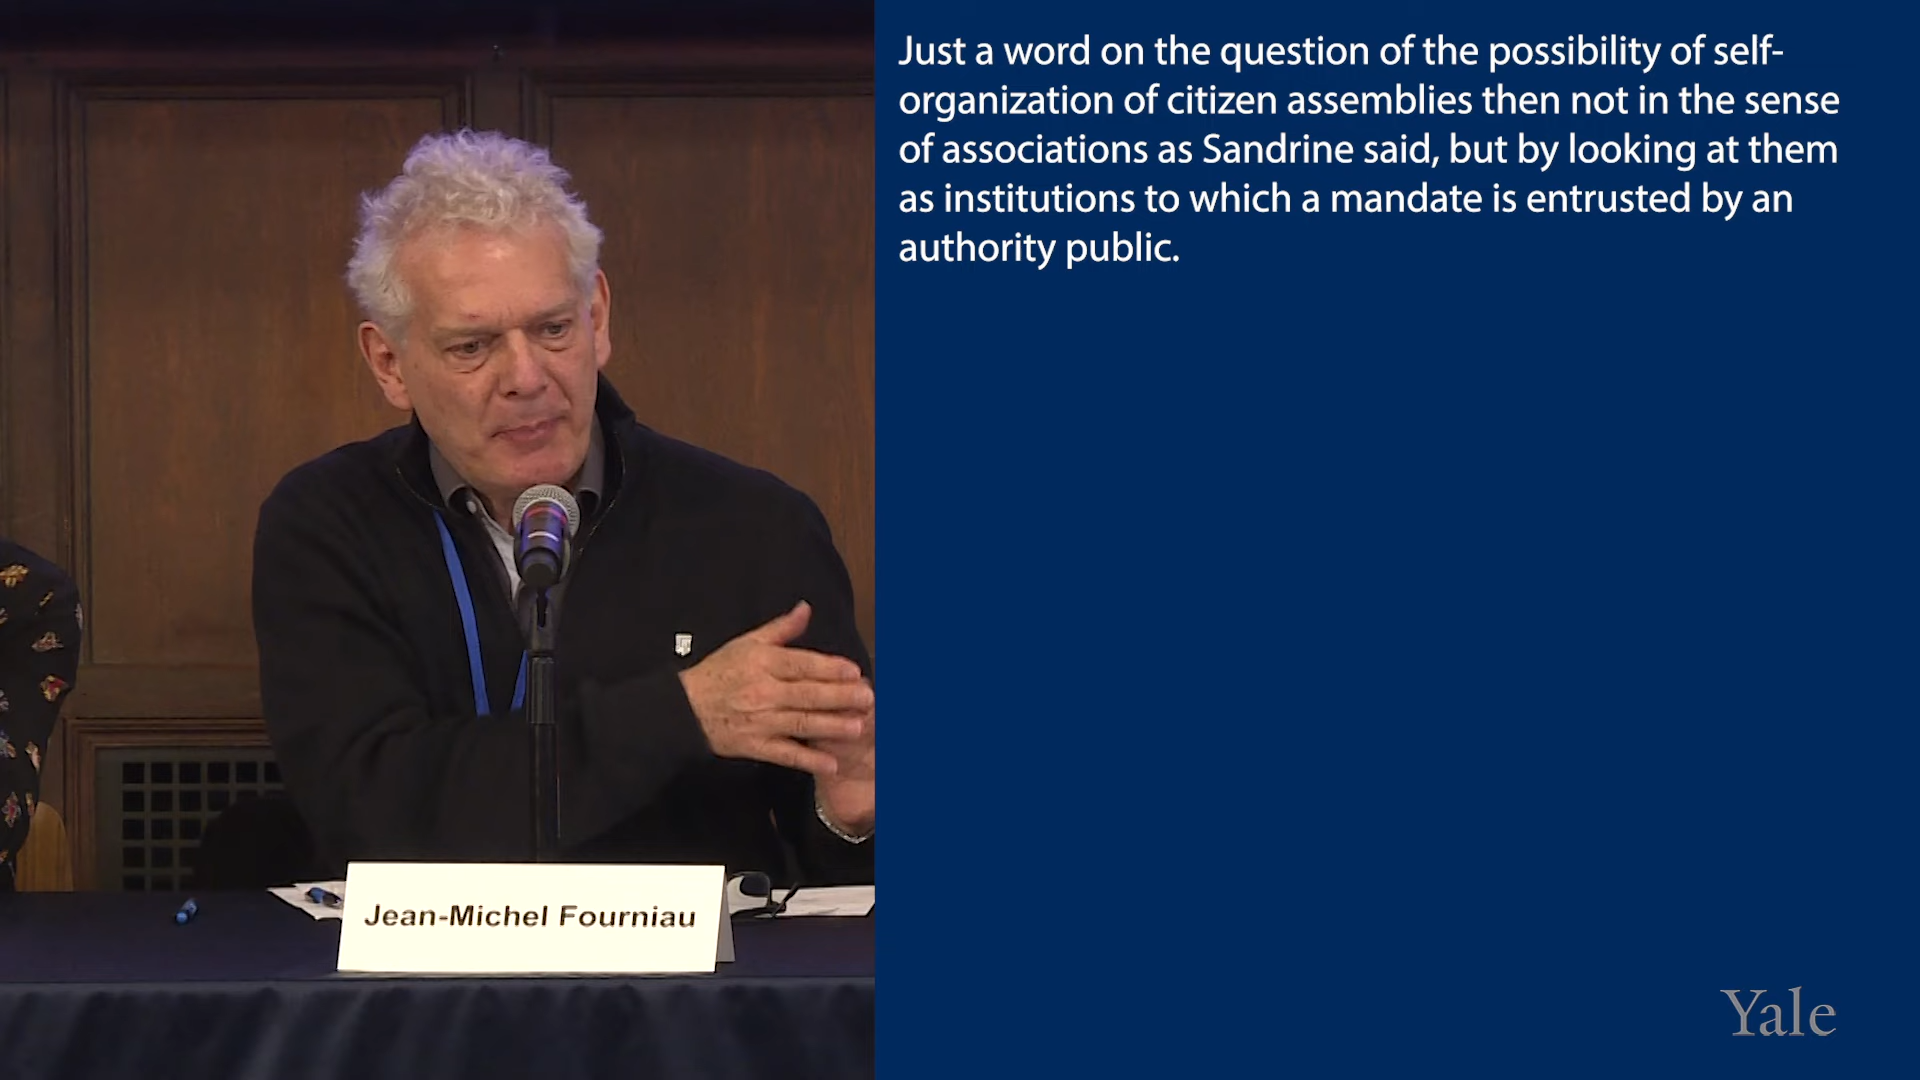 Just a word on the question of the possibility of self-
organization of citizen assemblies then not in the sense
of associations as Sandrine said, but by looking at them
as institutions to which a mandate is entrusted by an
authority public.
Jean-Michel Fourniau
Yale